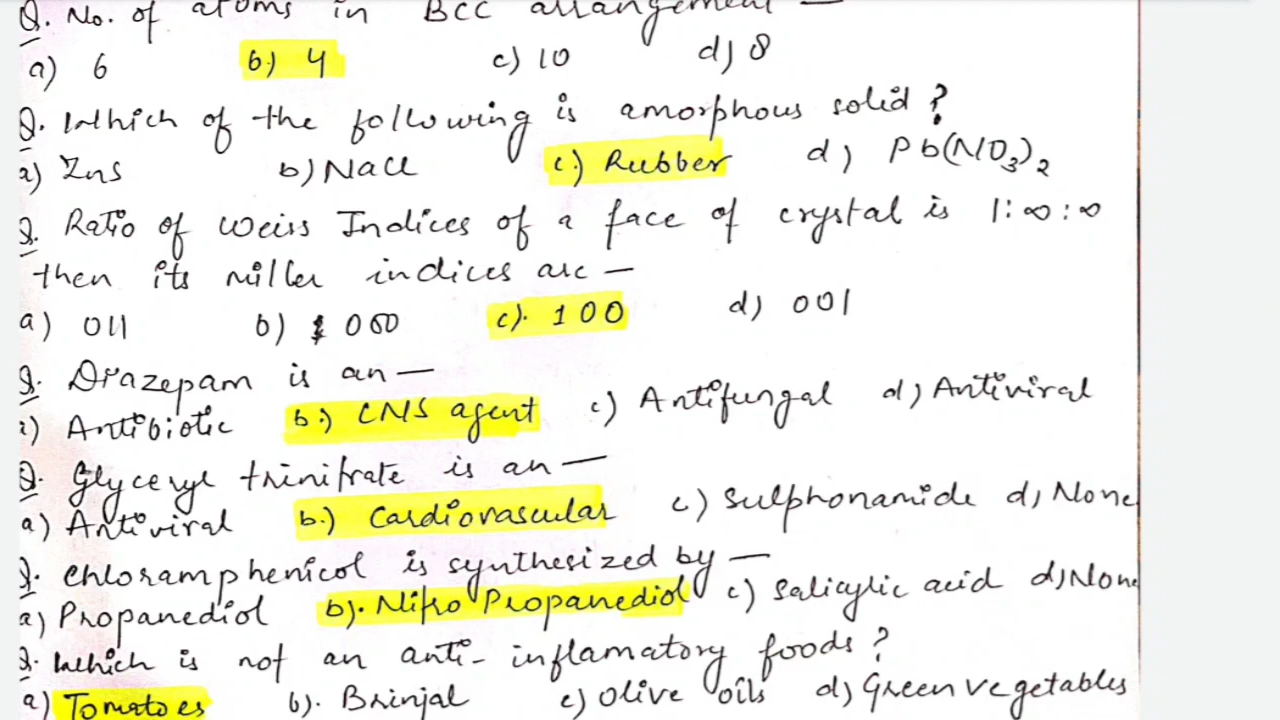 Q. No. of atoms in BCC arrangement —
a) 6 b) 4 c) 10 d) 8
Q. Which of the following is amorphous solid?
a) ZnS b) NaCl c) Rubber d) Pb(NO3)2
Q. Ratio of Weiss Indices of a face of crystal is 1:∞:∞
then its miller indices are —
a) 011 b) 000 c). 100 d) 001
Q. Diazepam is an —
a) Antibiotic b.) CNS agent c) Antifungal d) Antiviral
Q. Glyceryl trinitrate is an —
a) Antiviral b.) Cardiovascular c) Sulphonamide d) None
Q. Chloramphenicol is synthesized by —
a) Propanediol b). Nitro Propanediol c) Salicylic acid d) None
Q. Which is not an anti-inflamatory foods?
a) Tomatoes b). Brinjal c) Olive oils d) Green vegetables